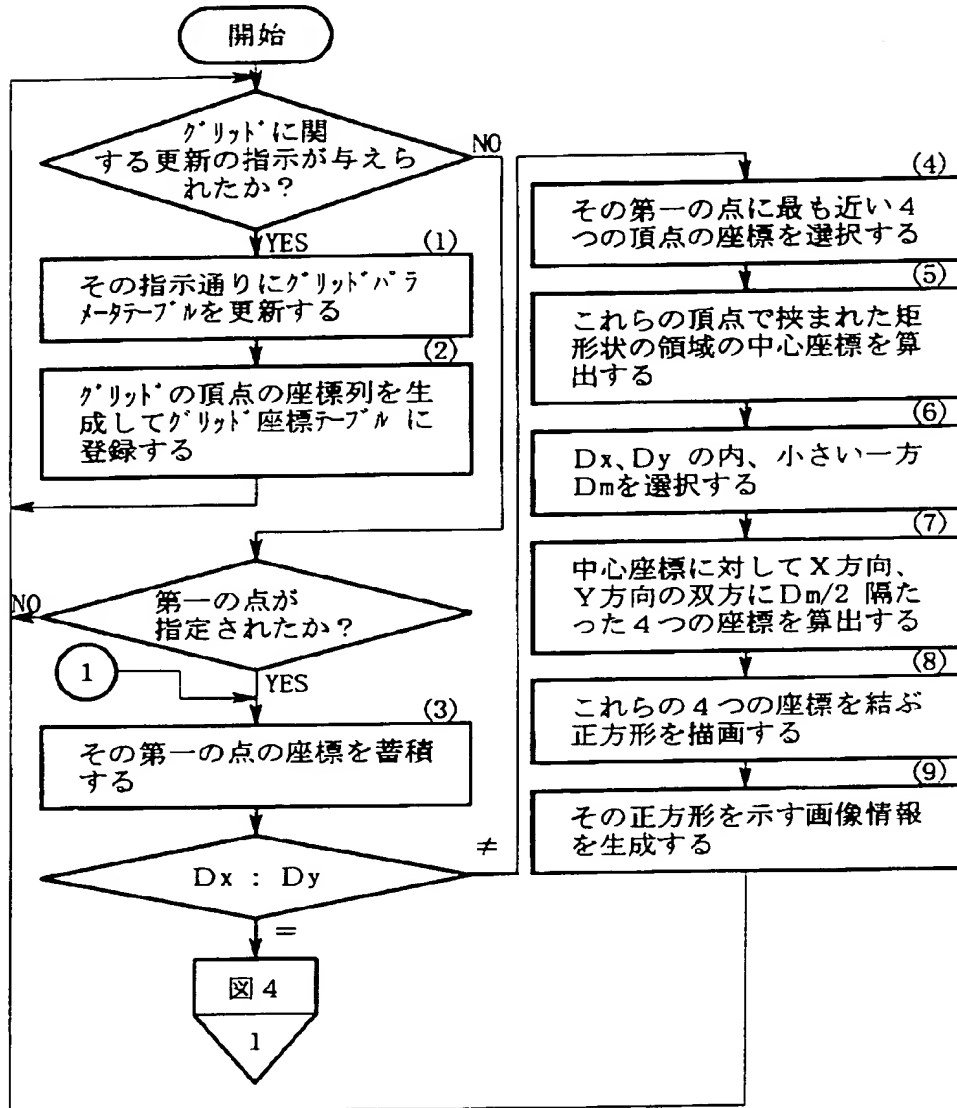 開始
グリッドに関
する更新の指示が与えら
れたか？
NO
YES
(1)
その指示通りにグリッドパラ
メータテーブルを更新する
(2)
グリッドの頂点の座標列を生
成してグリッド座標テーブルに
登録する
第一の点が
指定されたか？
NO
YES
1
(3)
その第一の点の座標を蓄積
する
Dx : Dy
≠
=
図4
1
(4)
その第一の点に最も近い4
つの頂点の座標を選択する
(5)
これらの頂点で挟まれた矩
形状の領域の中心座標を算
出する
(6)
Dx、Dy の内、小さい一方
Dmを選択する
(7)
中心座標に対してX方向、
Y方向の双方にDm/2 隔た
った4つの座標を算出する
(8)
これらの4つの座標を結ぶ
正方形を描画する
(9)
その正方形を示す画像情報
を生成する